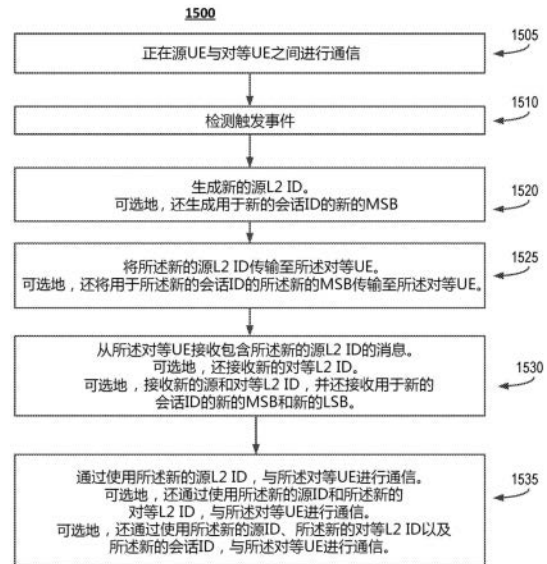 1500
正在源UE与对等UE之间进行通信
1505
检测触发事件
1510
生成新的源L2 ID。
可选地，还生成用于新的会话ID的新的MSB
1520
将所述新的源L2 ID传输至所述对等UE。
可选地，还将用于所述新的会话ID的所述新的MSB传输至所述对等UE。
1525
从所述对等UE接收包含所述新的源L2 ID的消息。
可选地，还接收新的对等L2 ID。
可选地，接收新的源和对等L2 ID，并还接收用于新的
会话ID的新的MSB和新的LSB。
1530
通过使用所述新的源L2 ID，与所述对等UE进行通信。
可选地，还通过使用所述新的源ID和所述新的
对等L2 ID，与所述对等UE进行通信。
可选地，还通过使用所述新的源ID、所述新的对等L2 ID以及
所述新的会话ID，与所述对等UE进行通信。
1535